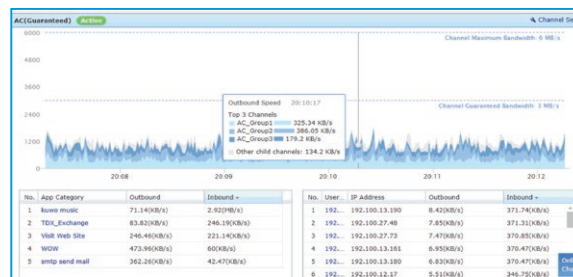 AC(Guaranteed) Active Channel Se
6000
Channel Maximum Bandwidth 6 MB/s
4800
3600
Channel Guaranteed Bandwidth 3 MB/s
Outbound Speed 20:10:17
Top 3 Channels
AC_Group1 325.34 KB/s
AC_Group2 386.05 KB/s
AC_Group3 179.2 KB/s
Other child channels: 134.2 KB/s
2400
1200
0
20:08 20:09 20:10 20:11 20:12
No. App Category Outbound Inbound
1 kuwo music 71.14(KB/s) 2.92(MB/s)
2 TDX_Exchange 83.82(KB/s) 246.19(KB/s)
3 Visit Web Site 246.46(KB/s) 221.14(KB/s)
4 WOW 473.96(KB/s) 60(KB/s)
5 smtp send mail 362.26(KB/s) 42.47(KB/s)
No. User... IP Address Outbound Inbound
1 192.... 192.100.13.190 8.42(KB/s) 371.74(KB/s)
2 192.... 192.100.27.48 7.65(KB/s) 371.31(KB/s)
3 192.... 192.100.27.73 7.47(KB/s) 370.85(KB/s)
4 192.... 192.100.13.161 6.95(KB/s) 370.47(KB/s)
5 192.... 192.100.13.180 6.83(KB/s) 370.47(KB/s)
6 192.... 192.100.12.17 5.51(KB/s) 346.75(KB/s)